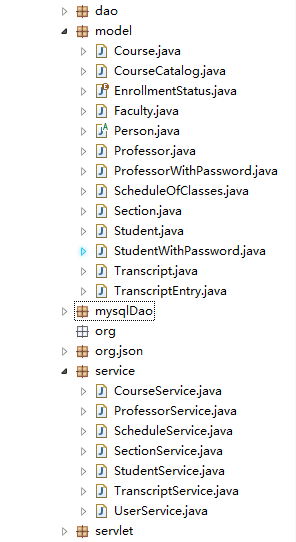 dao
model
Course.java
CourseCatalog.java
EnrollmentStatus.java
Faculty.java
Person.java
Professor.java
ProfessorWithPassword.java
ScheduleOfClasses.java
Section.java
Student.java
StudentWithPassword.java
Transcript.java
TranscriptEntry.java
mysqlDao
org
org.json
service
CourseService.java
ProfessorService.java
ScheduleService.java
SectionService.java
StudentService.java
TranscriptService.java
UserService.java
servlet